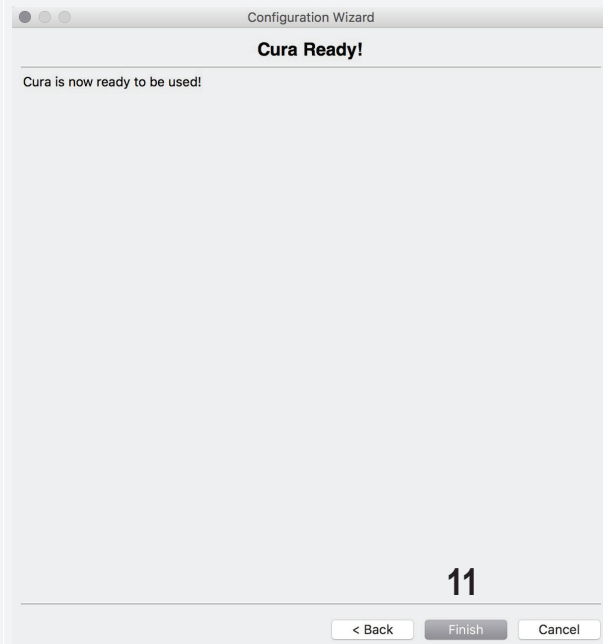 Configuration Wizard
Cura Ready!
Cura is now ready to be used!
11
< Back Finish Cancel